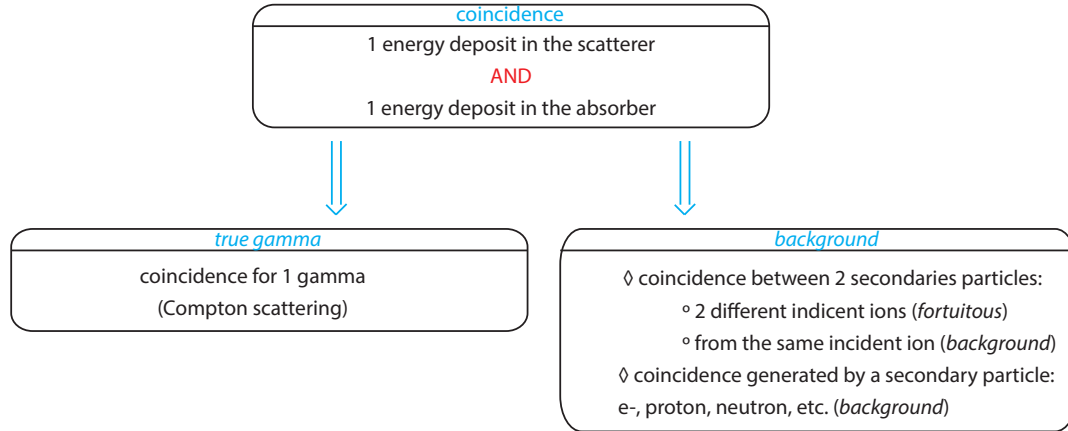 coincidence
1 energy deposit in the scatterer
AND
1 energy deposit in the absorber
true gamma
coincidence for 1 gamma
(Compton scattering)
background
◊ coincidence between 2 secondaries particles:
º 2 different indicent ions (fortuitous)
º from the same incident ion (background)
◊ coincidence generated by a secondary particle:
e-, proton, neutron, etc. (background)